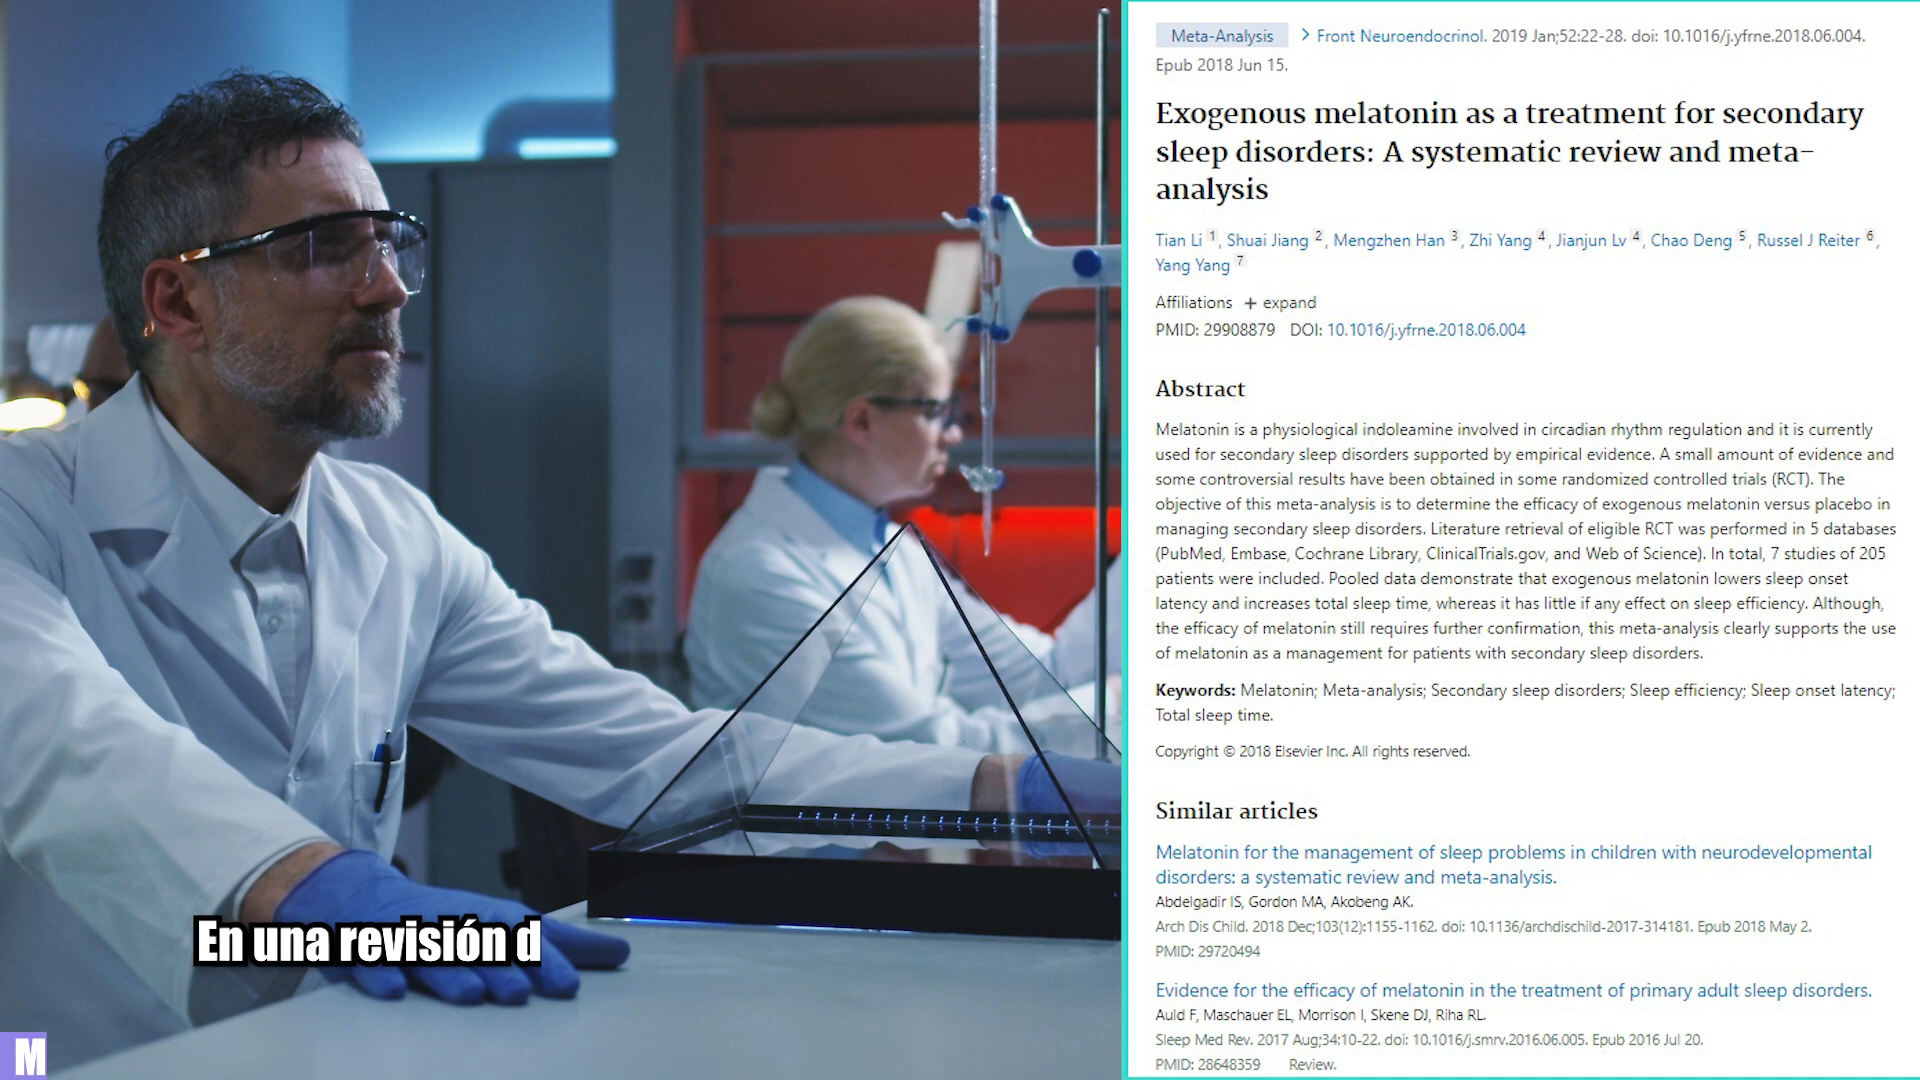 Meta-Analysis > Front Neuroendocrinol. 2019 Jan;52:22-28. doi: 10.1016/j.yfrne.2018.06.004.
Epub 2018 Jun 15.
Exogenous melatonin as a treatment for secondary
sleep disorders: A systematic review and meta-
analysis
Tian Li 1, Shuai Jiang 2, Mengzhen Han 3, Zhi Yang 4, Jianjun Lv 4, Chao Deng 5, Russel J Reiter 6,
Yang Yang 7
Affiliations + expand
PMID: 29908879 DOI: 10.1016/j.yfrne.2018.06.004
Abstract
Melatonin is a physiological indoleamine involved in circadian rhythm regulation and it is currently
used for secondary sleep disorders supported by empirical evidence. A small amount of evidence and
some controversial results have been obtained in some randomized controlled trials (RCT). The
objective of this meta-analysis is to determine the efficacy of exogenous melatonin versus placebo in
managing secondary sleep disorders. Literature retrieval of eligible RCT was performed in 5 databases
(PubMed, Embase, Cochrane Library, ClinicalTrials.gov, and Web of Science). In total, 7 studies of 205
patients were included. Pooled data demonstrate that exogenous melatonin lowers sleep onset
latency and increases total sleep time, whereas it has little if any effect on sleep efficiency. Although,
the efficacy of melatonin still requires further confirmation, this meta-analysis clearly supports the use
of melatonin as a management for patients with secondary sleep disorders.
Keywords: Melatonin; Meta-analysis; Secondary sleep disorders; Sleep efficiency; Sleep onset latency;
Total sleep time.
Copyright © 2018 Elsevier Inc. All rights reserved.
Similar articles
Melatonin for the management of sleep problems in children with neurodevelopmental
disorders: a systematic review and meta-analysis.
Abdelgadir IS, Gordon MA, Akobeng AK.
Arch Dis Child. 2018 Dec;103(12):1155-1162. doi: 10.1136/archdischild-2017-314181. Epub 2018 May 2.
PMID: 29720494
Evidence for the efficacy of melatonin in the treatment of primary adult sleep disorders.
Auld F, Maschauer EL, Morrison I, Skene DJ, Riha RL.
Sleep Med Rev. 2017 Aug;34:10-22. doi: 10.1016/j.smrv.2016.06.005. Epub 2016 Jul 20.
PMID: 28648359 Review.
En una revisión d
M